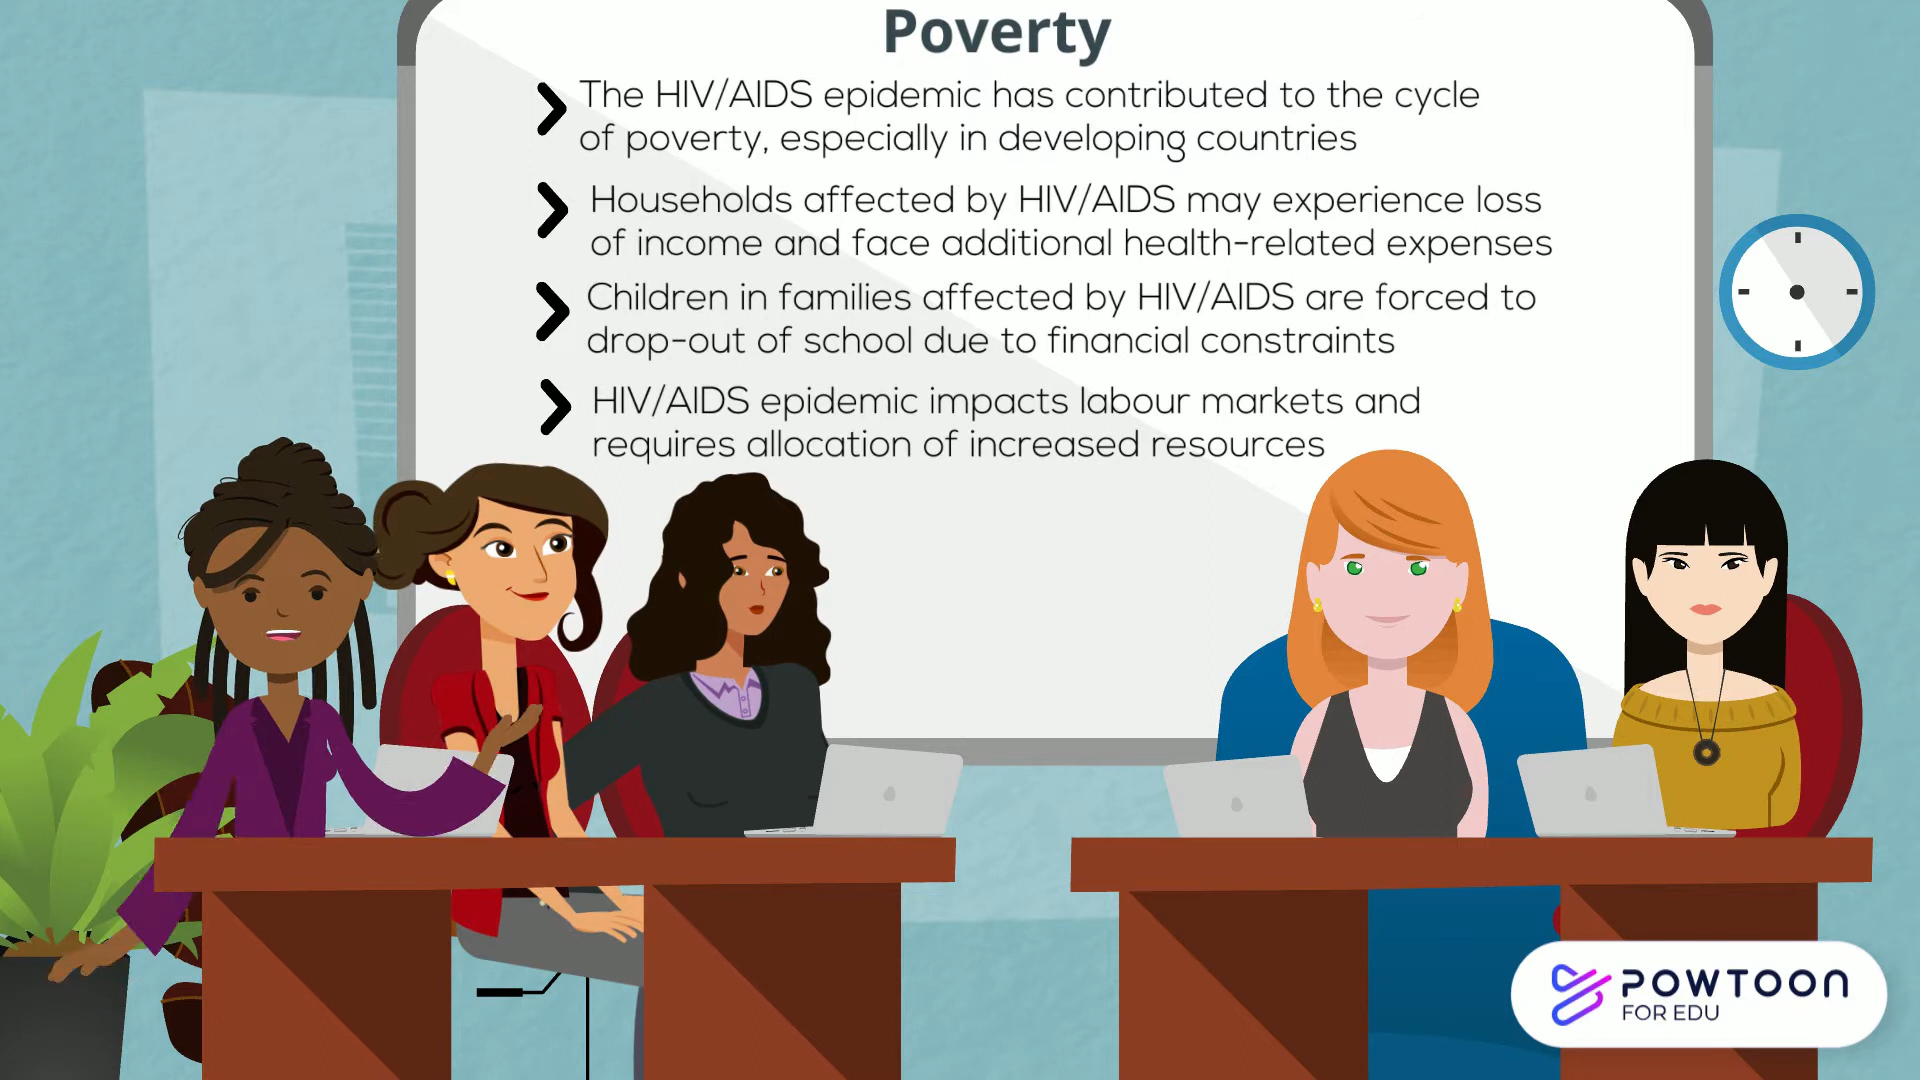 Poverty
The HIV/AIDS epidemic has contributed to the cycle
of poverty, especially in developing countries
Households affected by HIV/AIDS may experience loss
of income and face additional health-related expenses
Children in families affected by HIV/AIDS are forced to
drop-out of school due to financial constraints
HIV/AIDS epidemic impacts labour markets and
requires allocation of increased resources
POWTOON
FOR EDU